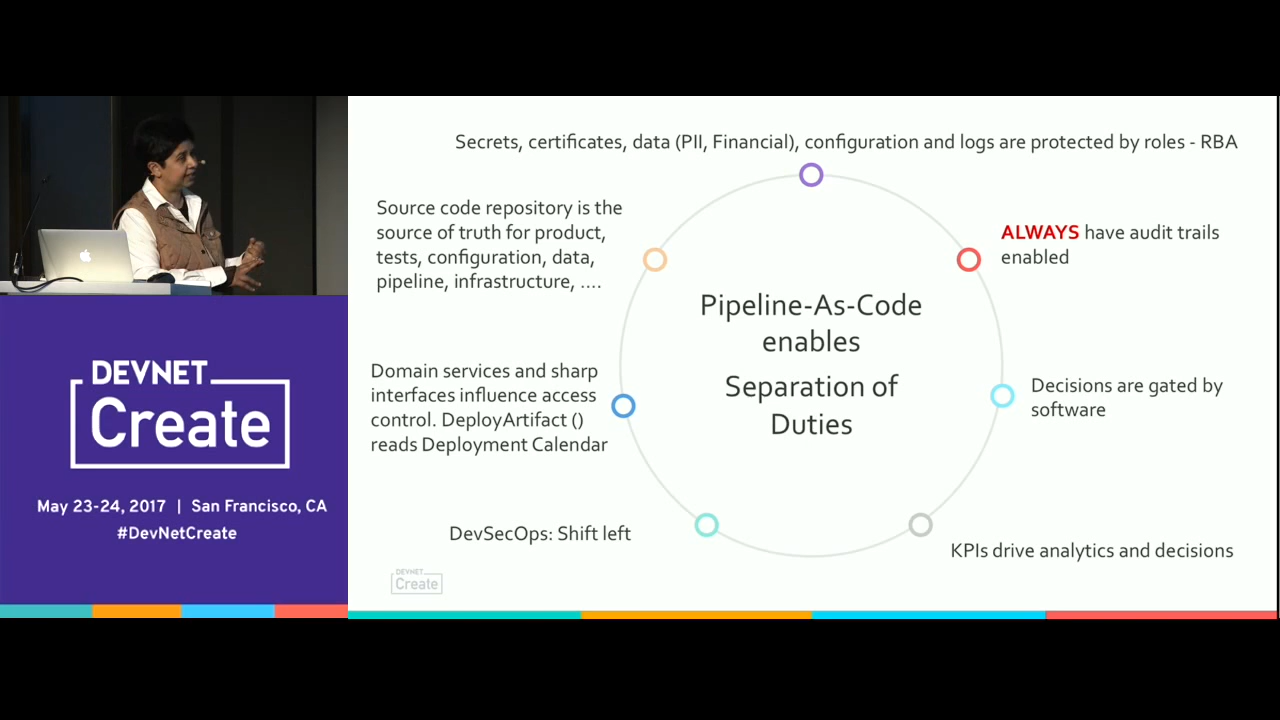 Secrets, certificates, data (PII, Financial), configuration and logs are protected by roles - RBA
Source code repository is the
source of truth for product,
tests, configuration, data,
pipeline, infrastructure, ....
ALWAYS have audit trails
enabled
Pipeline-As-Code
enables
Separation of
Duties
Domain services and sharp
interfaces influence access
control. DeployArtifact ()
reads Deployment Calendar
Decisions are gated by
software
DevSecOps: Shift left
KPIs drive analytics and decisions
DEVNET
Create
DEVNET
Create
May 23-24, 2017 | San Francisco, CA
#DevNetCreate